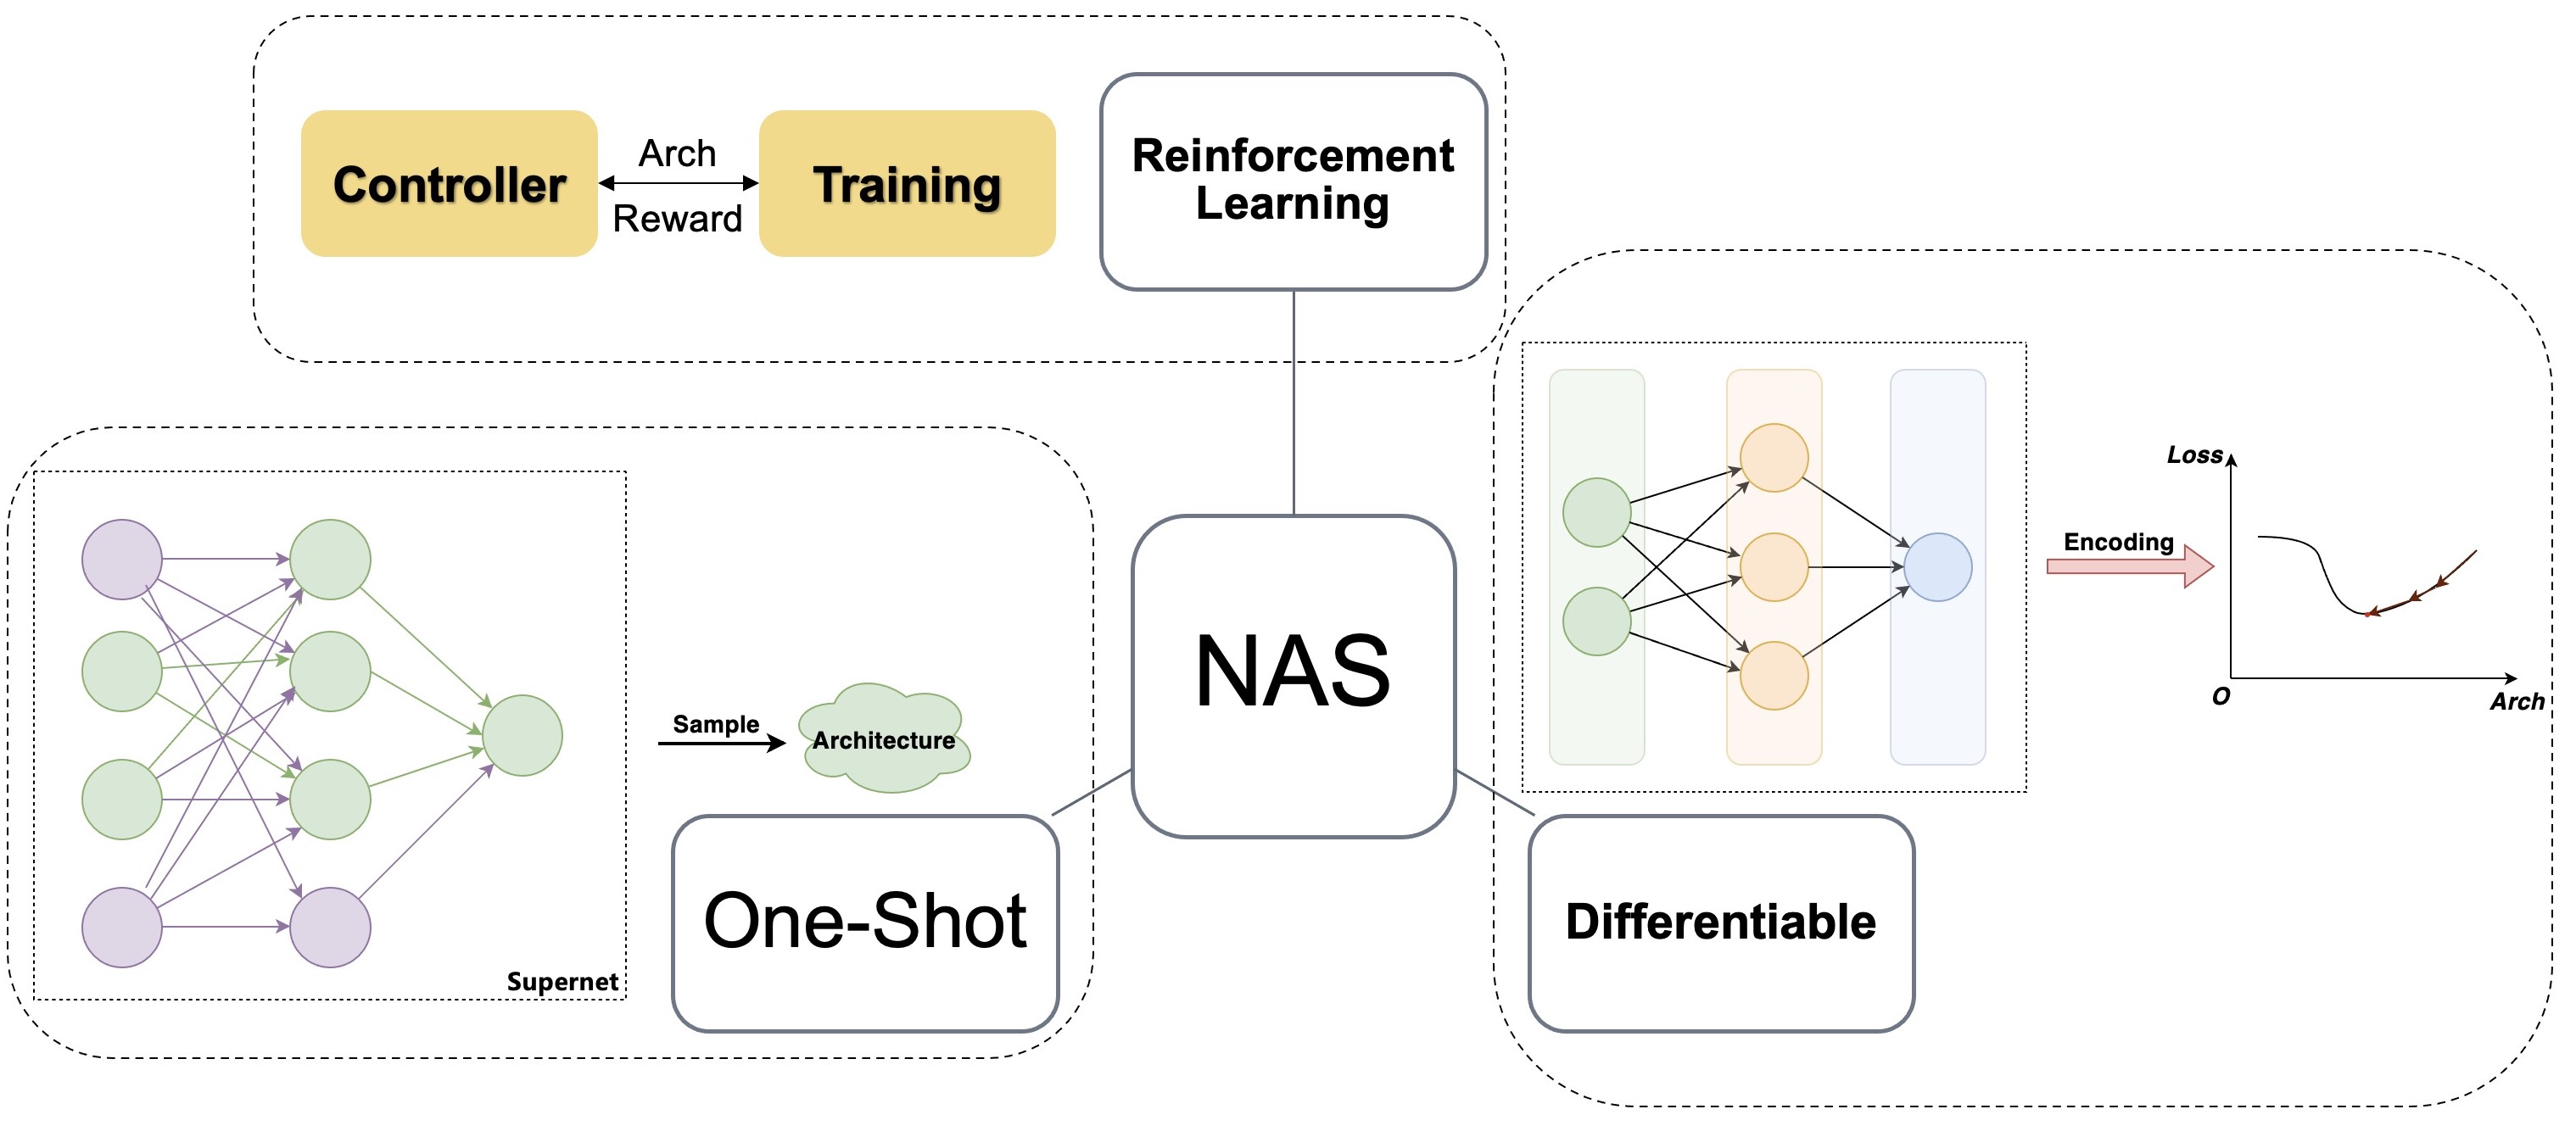 Controller
Arch
Reward
Training
Reinforcement
Learning
Supernet
Sample
Architecture
One-Shot
NAS
Differentiable
Encoding
Loss
O
Arch